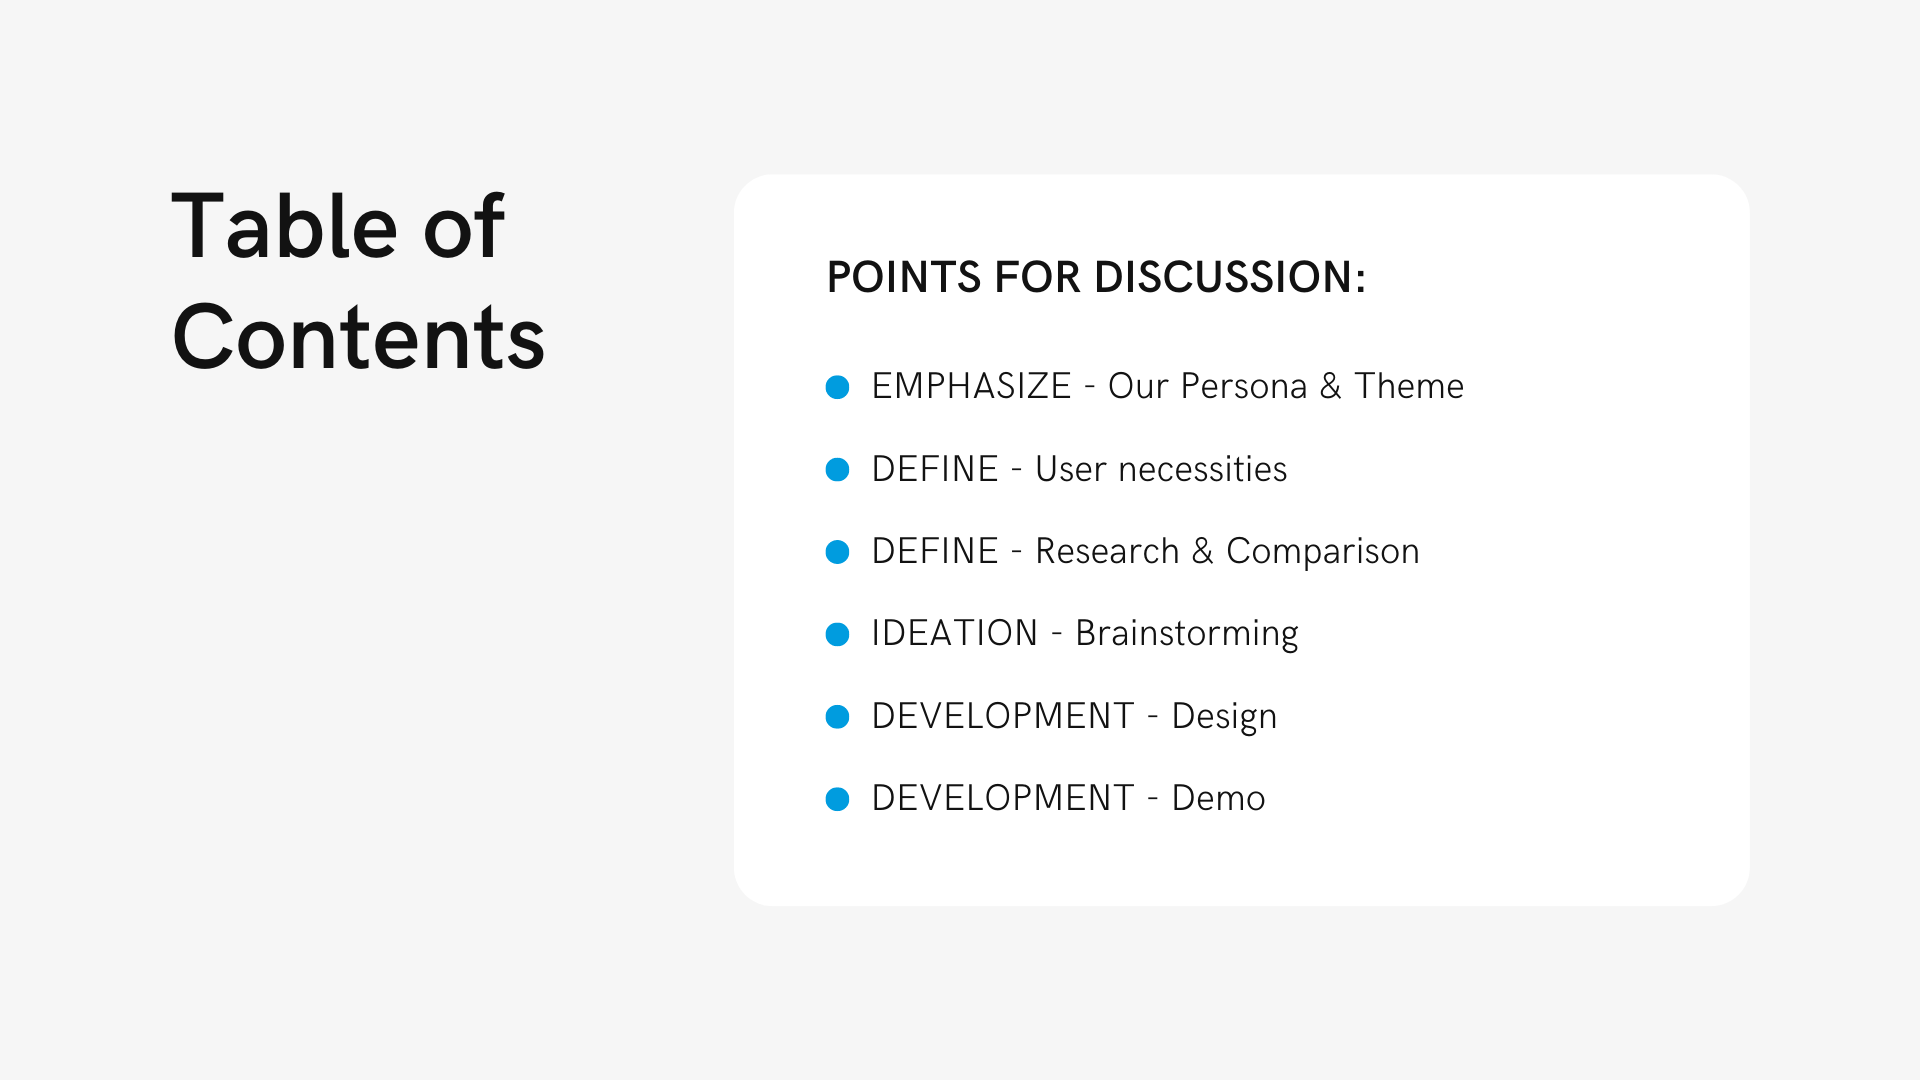 Table of
Contents
POINTS FOR DISCUSSION:
EMPHASIZE - Our Persona & Theme
DEFINE - User necessities
DEFINE - Research & Comparison
IDEATION - Brainstorming
DEVELOPMENT - Design
DEVELOPMENT - Demo